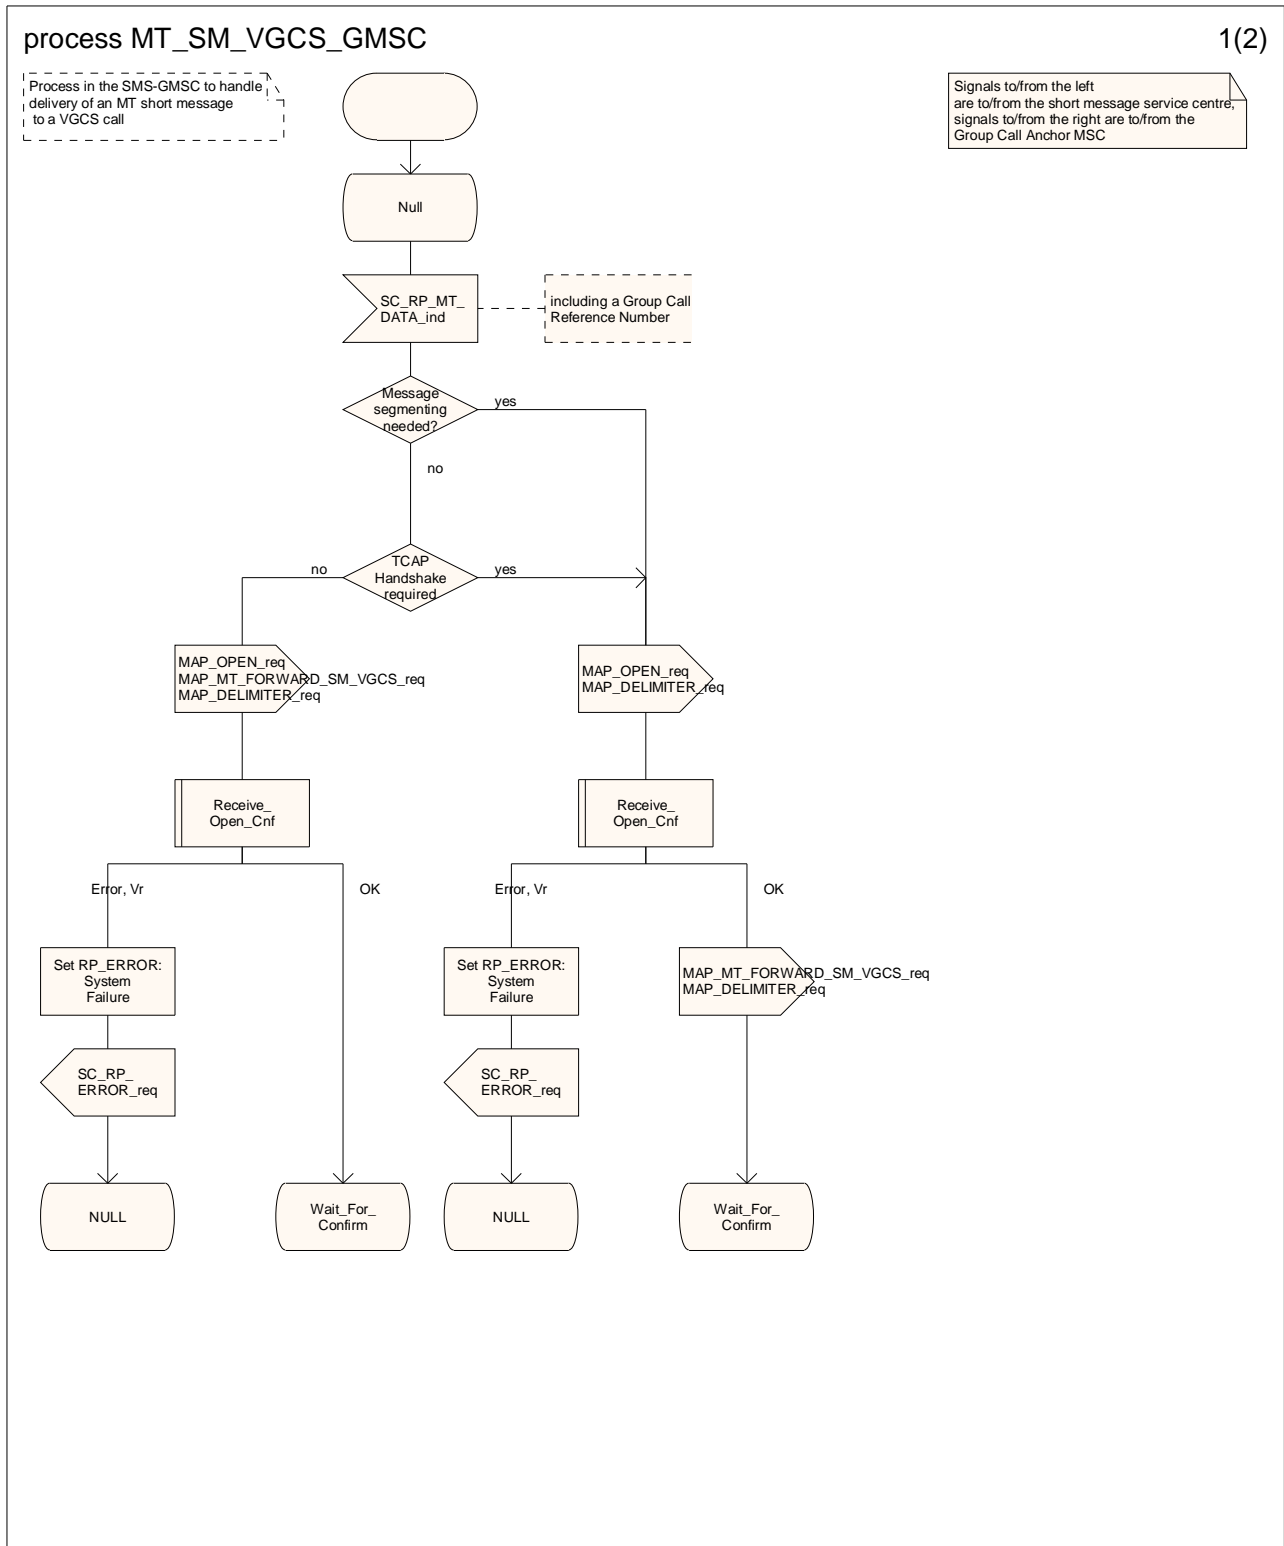 process MT_SM_VGCS_GMSC
1(2)
Process in the SMS-GMSC to handle
delivery of an MT short message
to a VGCS call
Signals to/from the left
are to/from the short message service centre,
signals to/from the right are to/from the
Group Call Anchor MSC
Null
SC_RP_MT_
DATA_ind
including a Group Call
Reference Number
Message
segmenting
needed?
yes
no
TCAP
Handshake
required
no
yes
MAP_OPEN_req
MAP_MT_FORWARD_SM_VGCS_req
MAP_DELIMITER_req
MAP_OPEN_req
MAP_DELIMITER_req
Receive_
Open_Cnf
Receive_
Open_Cnf
Error, Vr
OK
Error, Vr
OK
Set RP_ERROR:
System
Failure
Set RP_ERROR:
System
Failure
MAP_MT_FORWARD_SM_VGCS_req
MAP_DELIMITER_req
SC_RP_
ERROR_req
SC_RP_
ERROR_req
NULL
Wait_For_
Confirm
NULL
Wait_For_
Confirm